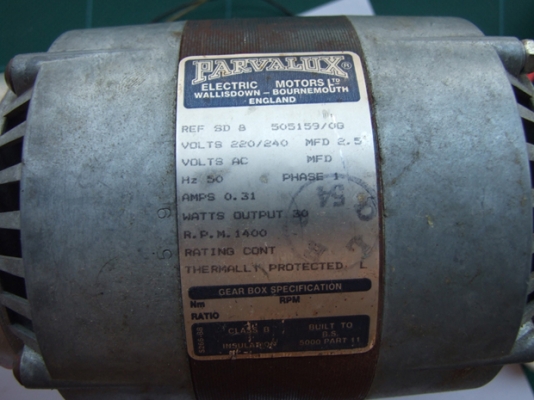 PARVALUX®
ELECTRIC MOTORS LTD
WALLISDOWN - BOURNEMOUTH
ENGLAND
REF SD 8 505159/0G
VOLTS 220/240 MFD 2.5
VOLTS AC MFD
Hz 50 PHASE 1
AMPS 0.31
WATTS OUTPUT 30
R.P.M. 1400
RATING CONT
THERMALLY PROTECTED L
GEAR BOX SPECIFICATION
Nm RPM
RATIO
CLASS B BUILT TO
B.S.
INSULATION 5000 PART 11